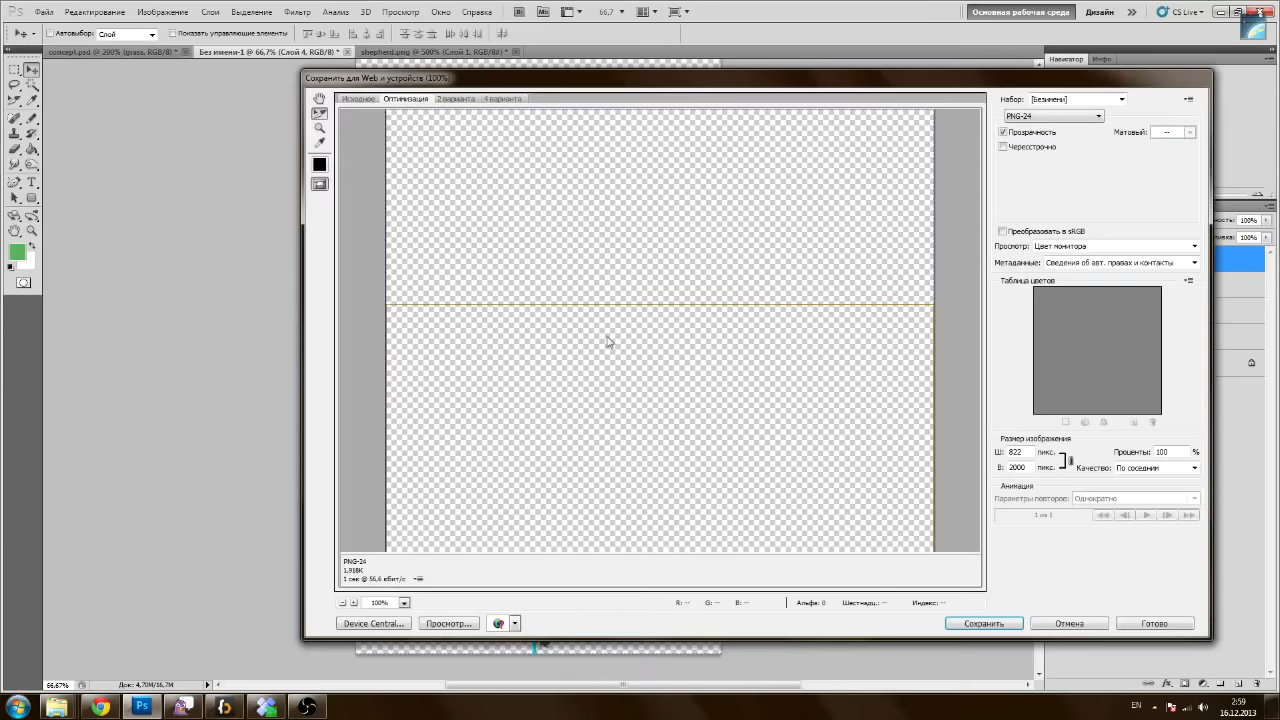 Ps Файл Редактирование Изображение Слои Выделение Фильтр Анализ 3D Просмотр Окно Справка Br Mb 66,7 Основная рабочая среда Дизайн CS Live
Автовыбор: Слой Показать управляющие элементы
concept.psd @ 200% (grass, RGB/8) * Без имени-1 @ 66,7% (Слой 4, RGB/8) * shepherd.png @ 500% (Слой 1, RGB/8#) * Навигатор Инфо
Сохранить для Web и устройств (100%)
Исходное Оптимизация 2 варианта 4 варианта
Набор: [Безимени]
PNG-24
Прозрачность Матовый: --
Чересстрочно
100%
100%
Преобразовать в sRGB
Просмотр: Цвет монитора
Метаданные: Сведения об авт. правах и контакты
Таблица цветов
Размер изображения
Ш: 822 пикс. Проценты: 100 %
В: 2000 пикс. Качество: По соседним
Анимация
Параметры повторов: Однократно
1 из 1
PNG-24
1,918K
1 сек @ 56,6 кбит/с
100% R: -- G: -- B: -- Альфа: 0 Шестнадц.: -- Индекс: --
Device Central... Просмотр... Сохранить Отмена Готово
66,67% Док: 4,70M/16,7M
EN 2:59
16.12.2013